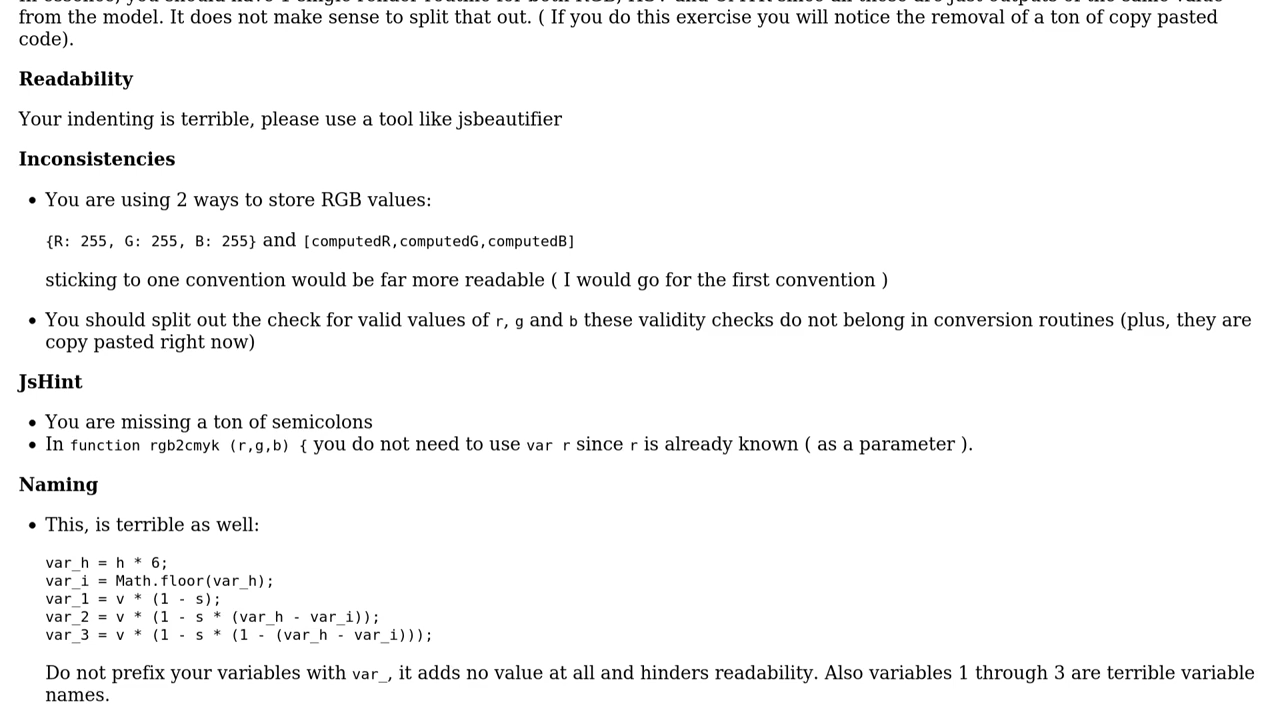 from the model. It does not make sense to split that out. ( If you do this exercise you will notice the removal of a ton of copy pasted
code).
Readability
Your indenting is terrible, please use a tool like jsbeautifier
Inconsistencies
• You are using 2 ways to store RGB values:
{R: 255, G: 255, B: 255} and [computedR,computedG,computedB]
sticking to one convention would be far more readable ( I would go for the first convention )
• You should split out the check for valid values of r, g and b these validity checks do not belong in conversion routines (plus, they are
copy pasted right now)
JsHint
• You are missing a ton of semicolons
• In function rgb2cmyk (r,g,b) { you do not need to use var r since r is already known ( as a parameter ).
Naming
• This, is terrible as well:
var_h = h * 6;
var_i = Math.floor(var_h);
var_1 = v * (1 - s);
var_2 = v * (1 - s * (var_h - var_i));
var_3 = v * (1 - s * (1 - (var_h - var_i)));
Do not prefix your variables with var_, it adds no value at all and hinders readability. Also variables 1 through 3 are terrible variable
names.